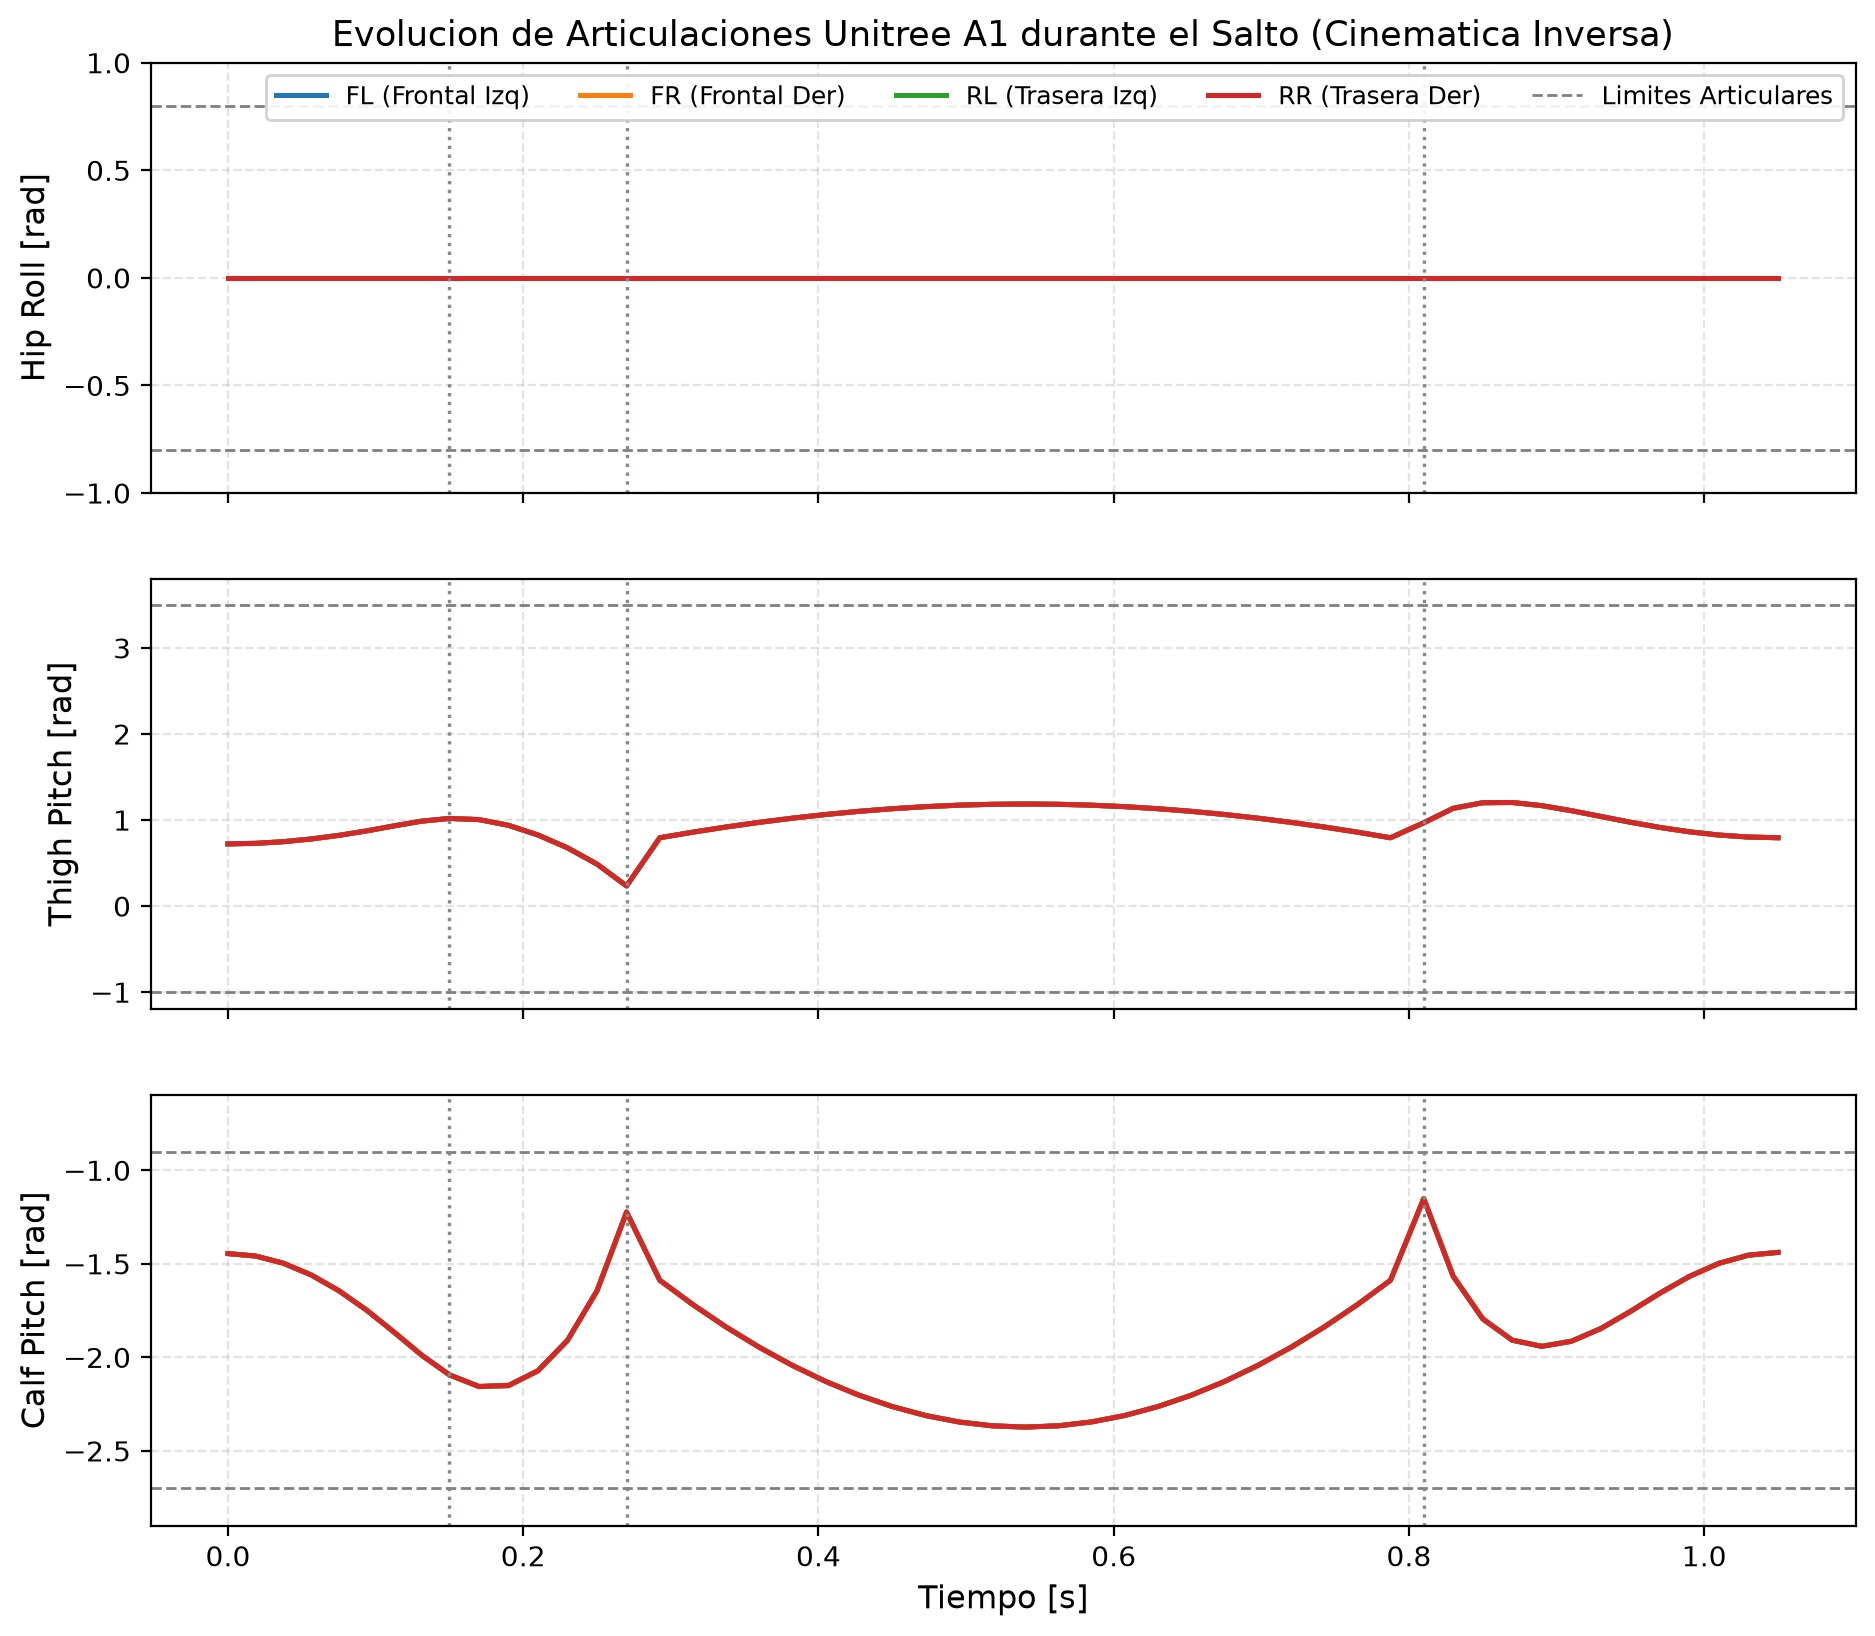 Evolucion de Articulaciones Unitree A1 durante el Salto (Cinematica Inversa)
FL (Frontal Izq) FR (Frontal Der) RL (Trasera Izq) RR (Trasera Der) Limites Articulares
Hip Roll [rad]
1.0
0.5
0.0
−0.5
−1.0
Thigh Pitch [rad]
3
2
1
0
−1
Calf Pitch [rad]
−1.0
−1.5
−2.0
−2.5
0.0 0.2 0.4 0.6 0.8 1.0
Tiempo [s]